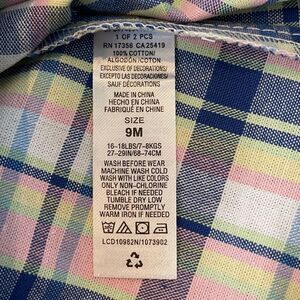 1 OF 2 PCS
RN 17358 CA 25419
100% COTTON/
ALGODÓN/COTON
EXCLUSIVE OF DECORATIONS/
EXCEPTO LAS DECORACIONES/
SAUF DÉCORATIONS
MADE IN CHINA
HECHO EN CHINA
FABRIQUÉ EN CHINE
SIZE
9M
16-18LBS/7-8KGS
27-29IN/68-74CM
WASH BEFORE WEAR
MACHINE WASH COLD
WASH WITH LIKE COLORS
ONLY NON-CHLORINE
BLEACH IF NEEDED
TUMBLE DRY LOW
REMOVE PROMPTLY
WARM IRON IF NEEDED
LCD10982N/1073902